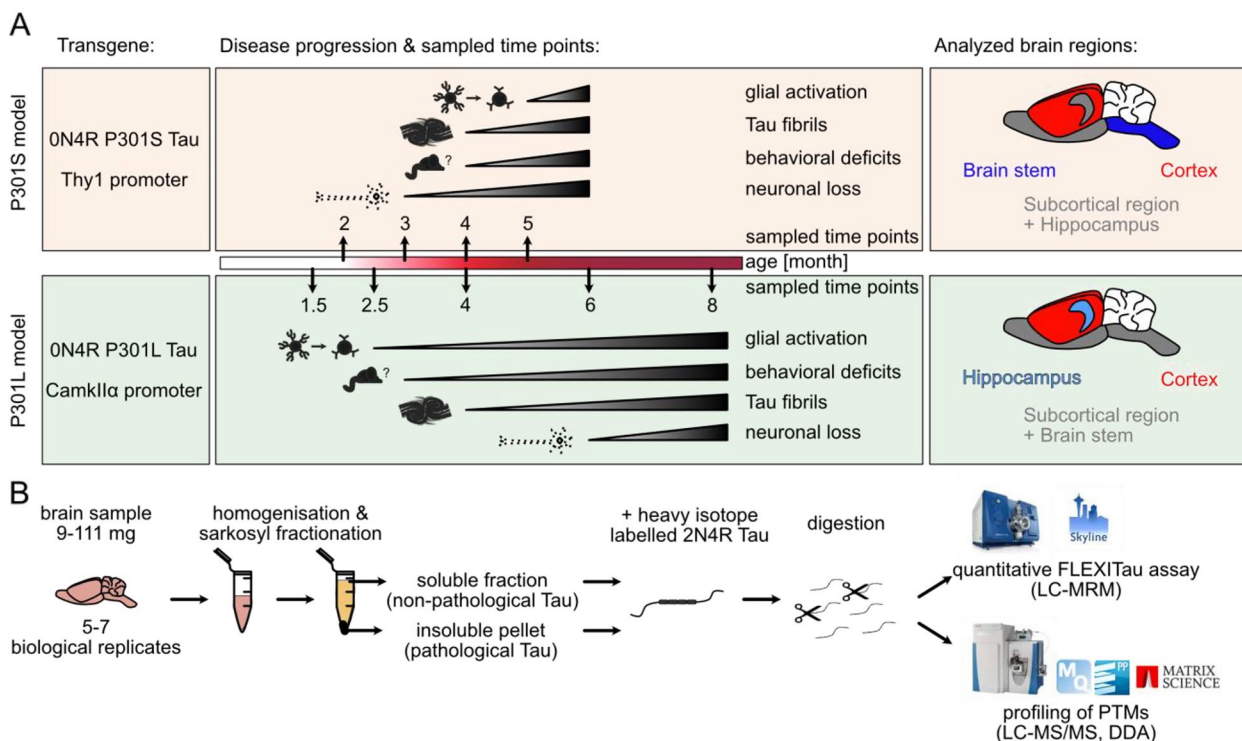 A
Transgene:
Disease progression & sampled time points:
Analyzed brain regions:
P301S model
0N4R P301S Tau
Thy1 promoter
glial activation
Tau fibrils
?
behavioral deficits
neuronal loss
2 3 4 5
sampled time points
age [month]
Brain stem
Cortex
Subcortical region
+ Hippocampus
P301L model
0N4R P301L Tau
CamkIIα promoter
1.5 2.5 4 6 8
sampled time points
glial activation
?
behavioral deficits
Tau fibrils
neuronal loss
Hippocampus
Cortex
Subcortical region
+ Brain stem
B
brain sample
9-111 mg
5-7
biological replicates
homogenisation &
sarkosyl fractionation
soluble fraction
(non-pathological Tau)
insoluble pellet
(pathological Tau)
+ heavy isotope
labelled 2N4R Tau
digestion
Skyline
quantitative FLEXITau assay
(LC-MRM)
MQ
PP
MATRIX
SCIENCE
profiling of PTMs
(LC-MS/MS, DDA)